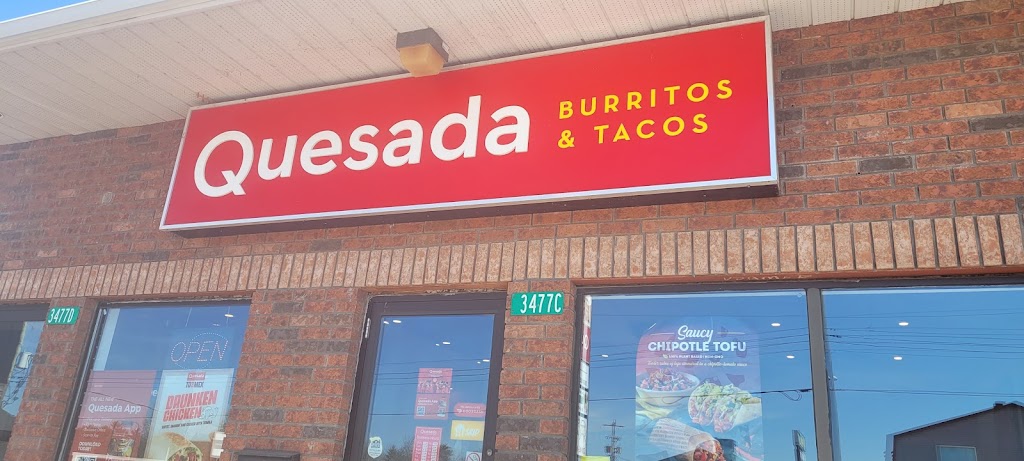 Quesada
BURRITOS
& TACOS
3477D
3477C
OPEN
Quesada App
DRUNKEN
CHICKEN
Saucy
CHIPOTLE TOFU